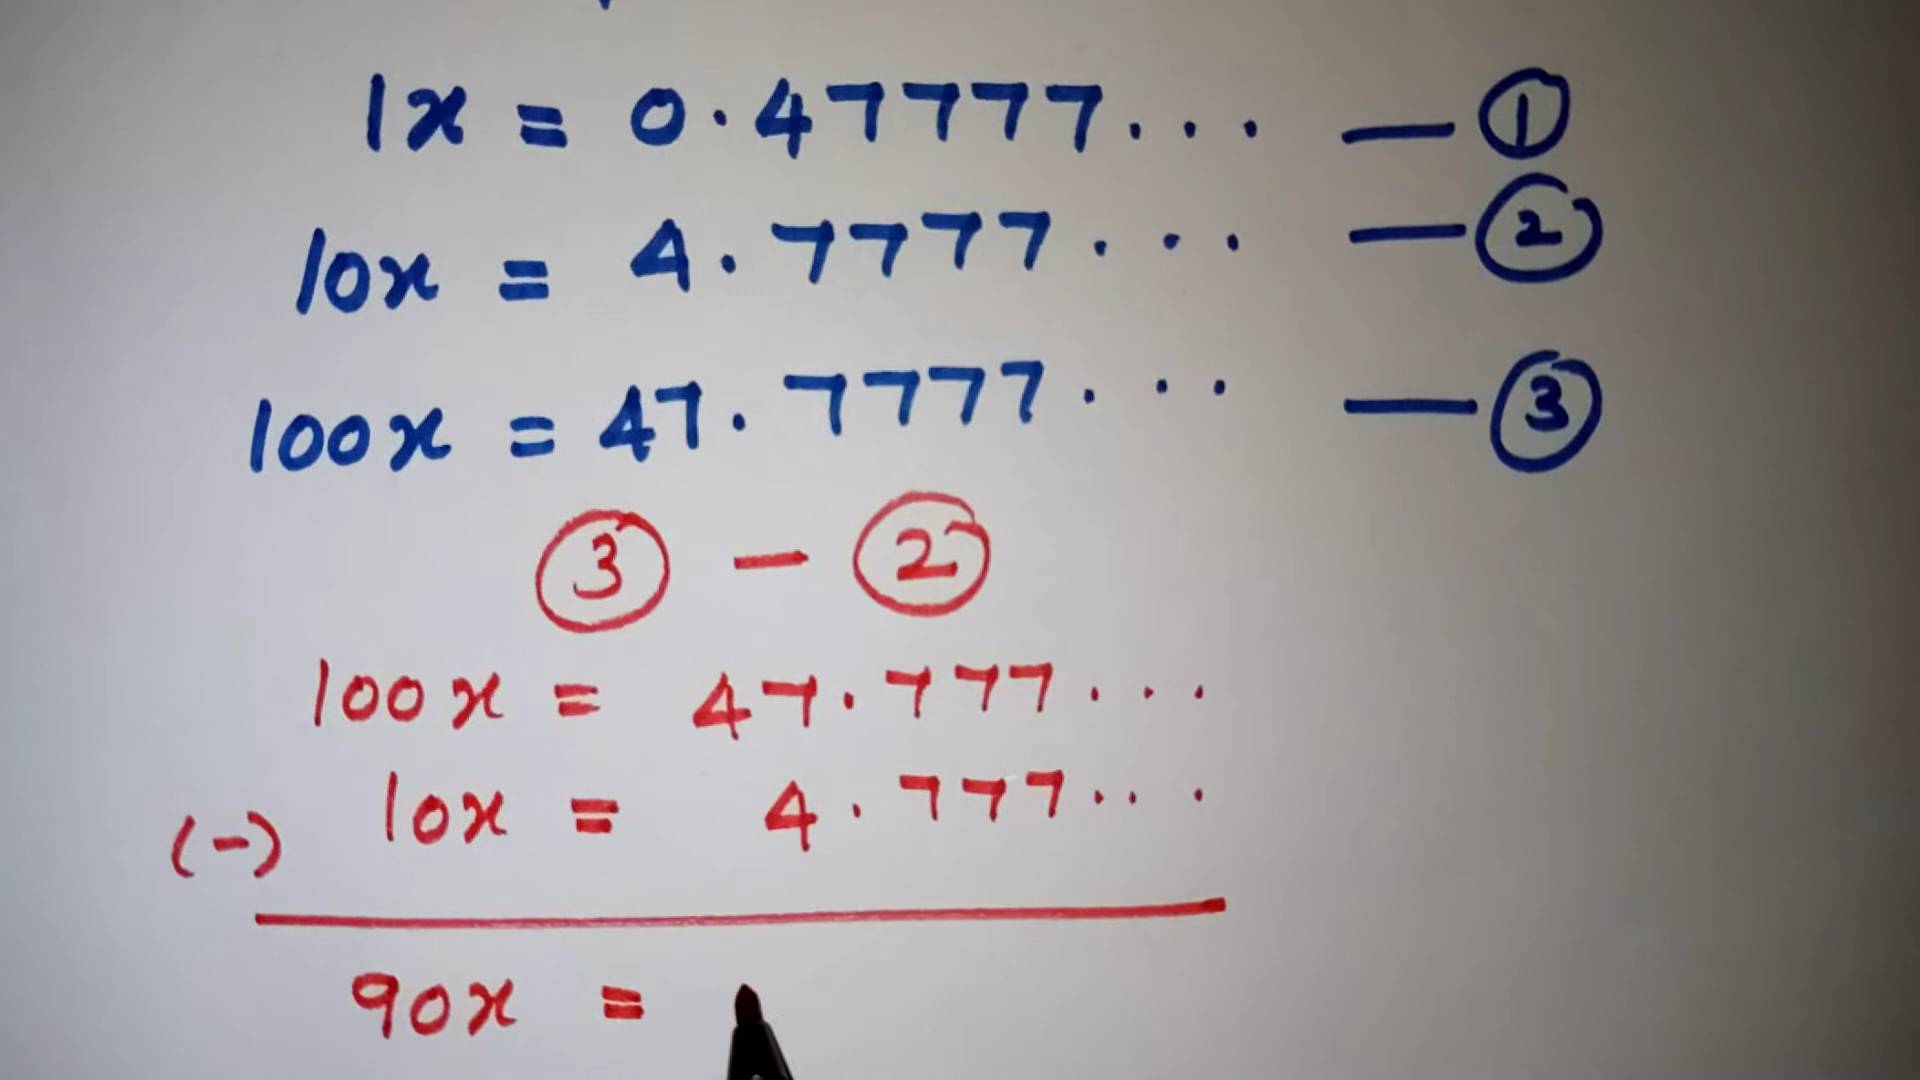 1x = 0.47777... — ①
10x = 4.7777... — ②
100x = 47.7777... — ③
③ - ②
100x = 47.777...
(-) 10x = 4.777...
90x =